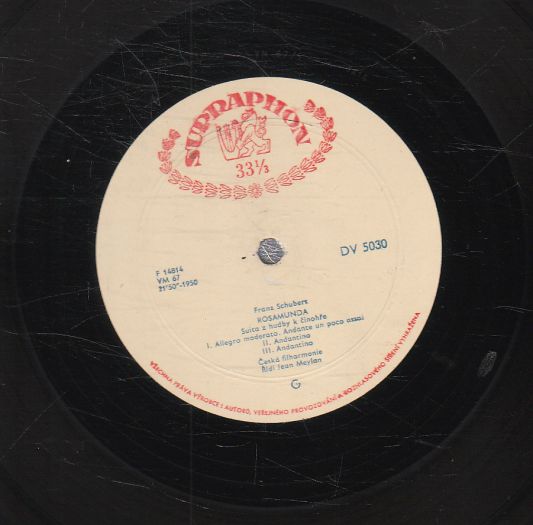 SUPRAPHON
33⅓
DV 5030
F 14814
VM 67
21'50"-1950
Franz Schubert
ROSAMUNDA
Suita z hudby k činohře
I. Allegro moderato. Andante un poco assai
II. Andantino
III. Andantino
Česká filharmonie
Řídí Jean Meylan
G
VŠECHNA PRÁVA VÝROBCE I AUTORŮ, VEŘEJNÉHO PROVOZOVÁNÍ A ROZHLASOVÉHO ŠÍŘENÍ VYHRAŽENA